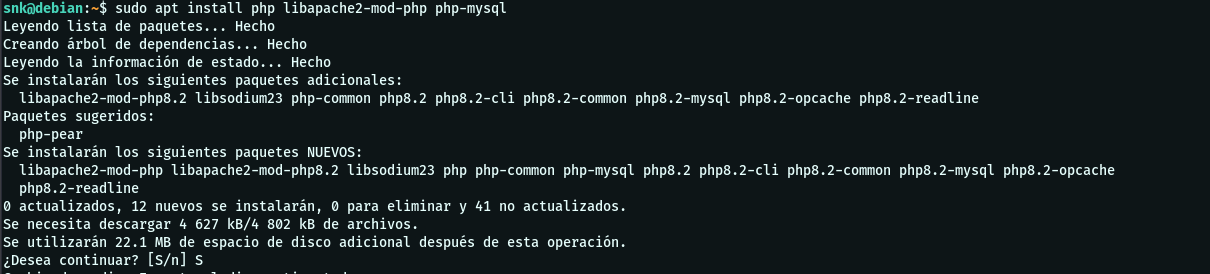 snk@debian:~$ sudo apt install php libapache2-mod-php php-mysql
Leyendo lista de paquetes... Hecho
Creando árbol de dependencias... Hecho
Leyendo la información de estado... Hecho
Se instalarán los siguientes paquetes adicionales:
  libapache2-mod-php8.2 libsodium23 php-common php8.2 php8.2-cli php8.2-common php8.2-mysql php8.2-opcache php8.2-readline
Paquetes sugeridos:
  php-pear
Se instalarán los siguientes paquetes NUEVOS:
  libapache2-mod-php libapache2-mod-php8.2 libsodium23 php php-common php-mysql php8.2 php8.2-cli php8.2-common php8.2-mysql php8.2-opcache
  php8.2-readline
0 actualizados, 12 nuevos se instalarán, 0 para eliminar y 41 no actualizados.
Se necesita descargar 4 627 kB/4 802 kB de archivos.
Se utilizarán 22.1 MB de espacio de disco adicional después de esta operación.
¿Desea continuar? [S/n] S